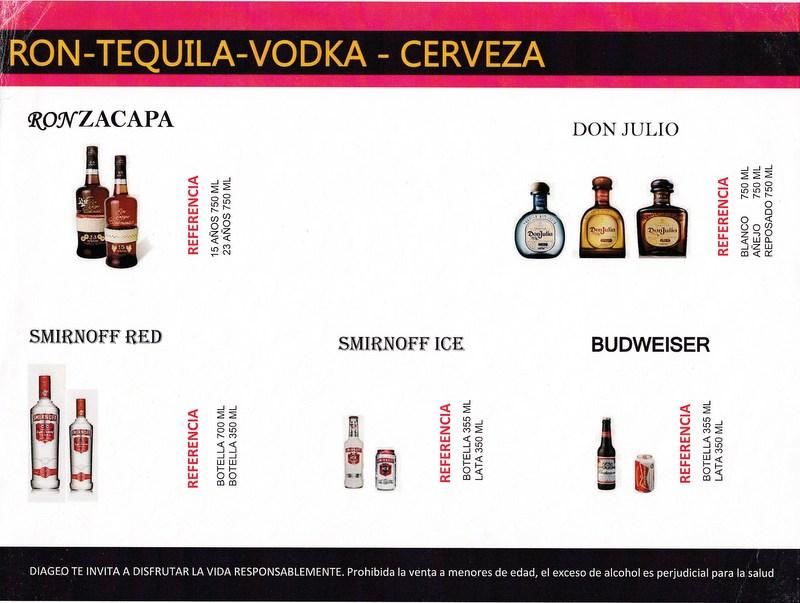 RON-TEQUILA-VODKA - CERVEZA
RON ZACAPA
REFERENCIA
15 AÑOS 750 ML
23 AÑOS 750 ML
DON JULIO
Don Julio
Don Julio
Don Julio
REFERENCIA
BLANCO 750 ML
AÑEJO 750 ML
REPOSADO 750 ML
SMIRNOFF RED
SMIRNOFF
REFERENCIA
BOTELLA 700 ML
BOTELLA 350 ML
SMIRNOFF ICE
REFERENCIA
BOTELLA 355 ML
LATA 350 ML
BUDWEISER
REFERENCIA
BOTELLA 355 ML
LATA 350 ML
DIAGEO TE INVITA A DISFRUTAR LA VIDA RESPONSABLEMENTE. Prohibida la venta a menores de edad, el exceso de alcohol es perjudicial para la salud